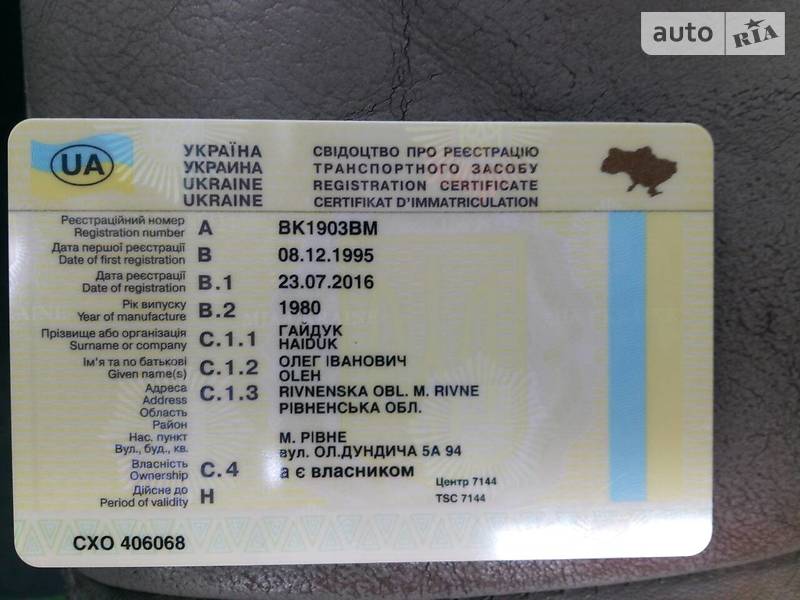 auto RIA
UA
УКРАЇНА
УКРАИНА
UKRAINE
UKRAINE
СВІДОЦТВО ПРО РЕЄСТРАЦІЮ
ТРАНСПОРТНОГО ЗАСОБУ
REGISTRATION CERTIFICATE
CERTIFIKAT D'IMMATRICULATION
Реєстраційний номер
Registration number A BK1903BM
Дата першої реєстрації
Date of first registration B 08.12.1995
Дата реєстрації
Date of registration B.1 23.07.2016
Рік випуску
Year of manufacture B.2 1980
Прізвище або організація ГАЙДУК
Surname or company C.1.1 HAIDUK
Ім'я та по батькові ОЛЕГ ІВАНОВИЧ
Given name(s) C.1.2 OLEH
Адреса
Address C.1.3 RIVNENSKA OBL. M. RIVNE
Область РІВНЕНСЬКА ОБЛ.
Район
Нас. пункт М. РІВНЕ
Вул., буд., кв. вул. ОЛ.ДУНДИЧА 5А 94
Власність
Ownership C.4 а є власником
Дійсне до
Period of validity H
Центр 7144
TSC 7144
СХО 406068